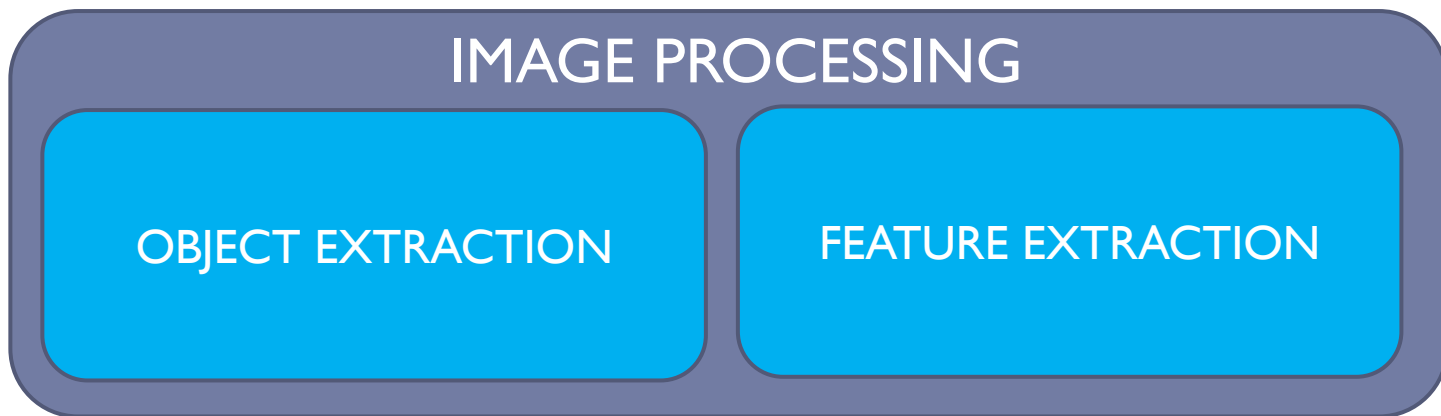 IMAGE PROCESSING
OBJECT EXTRACTION
FEATURE EXTRACTION